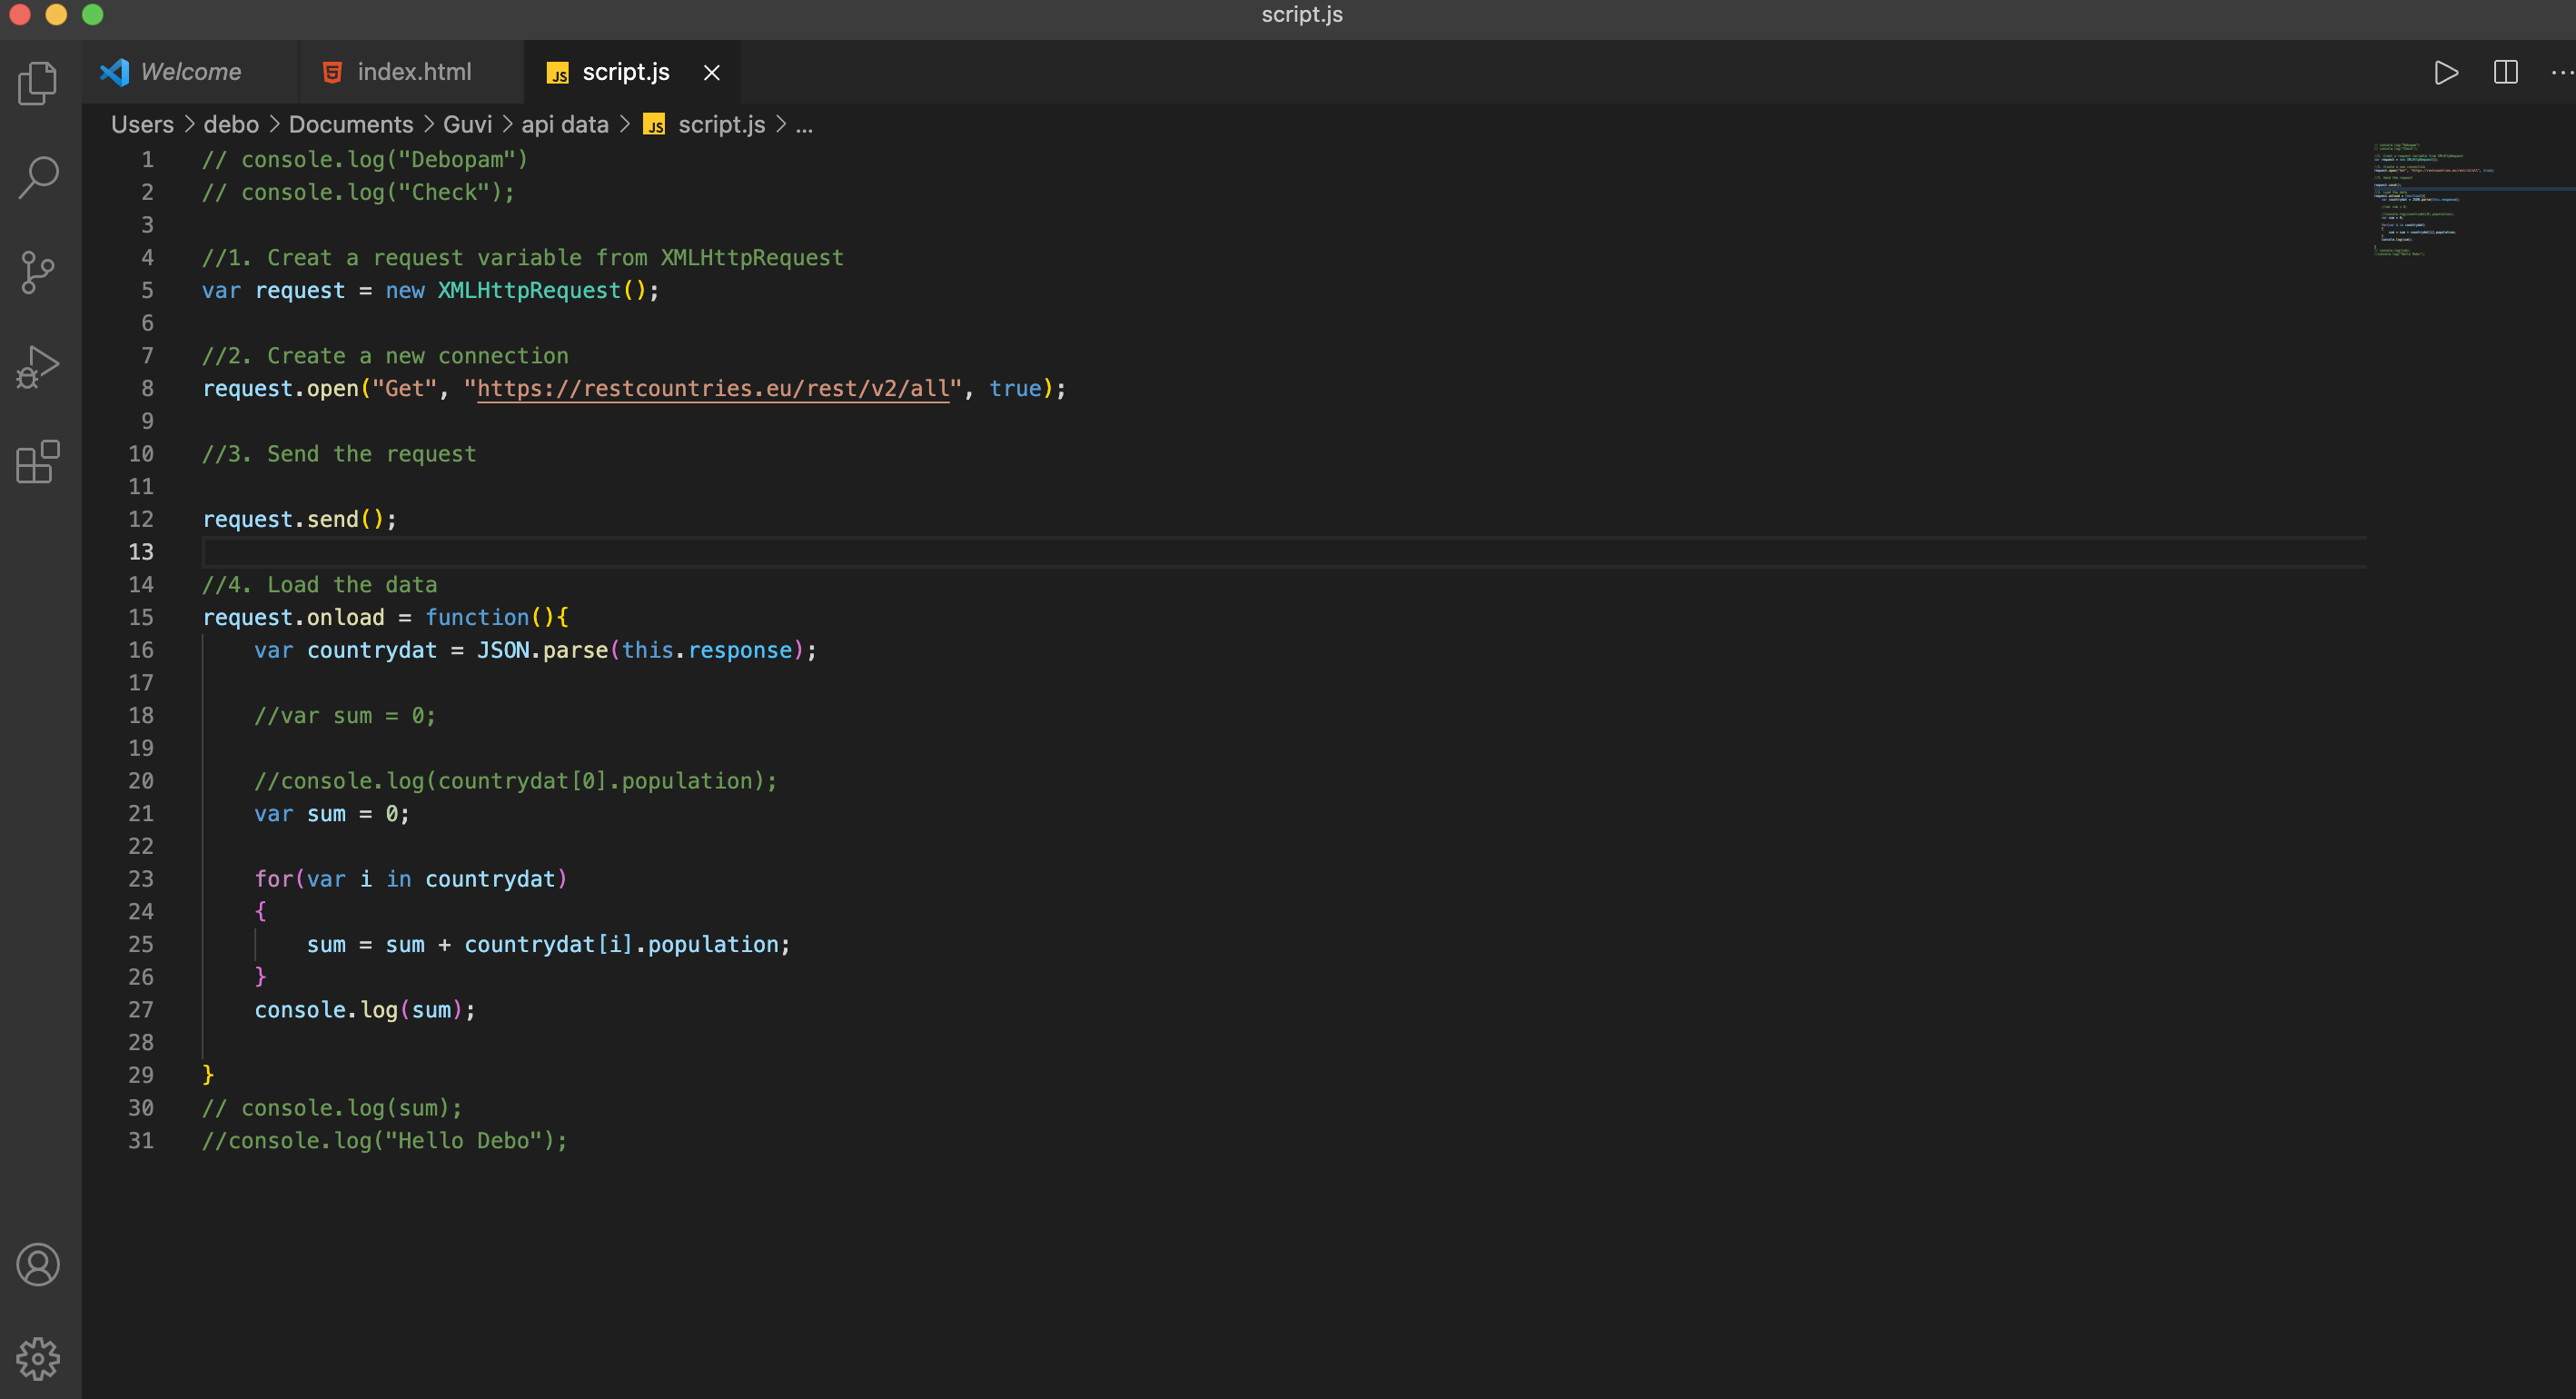 script.js
Welcome
index.html
JS script.js
Users > debo > Documents > Guvi > api data > JS script.js > ...
1 // console.log("Debopam")
2 // console.log("Check");
3
4 //1. Creat a request variable from XMLHttpRequest
5 var request = new XMLHttpRequest();
6
7 //2. Create a new connection
8 request.open("Get", "https://restcountries.eu/rest/v2/all", true);
9
10 //3. Send the request
11
12 request.send();
13
14 //4. Load the data
15 request.onload = function(){
16     var countrydat = JSON.parse(this.response);
17
18     //var sum = 0;
19
20     //console.log(countrydat[0].population);
21     var sum = 0;
22
23     for(var i in countrydat)
24     {
25         sum = sum + countrydat[i].population;
26     }
27     console.log(sum);
28
29 }
30 // console.log(sum);
31 //console.log("Hello Debo");